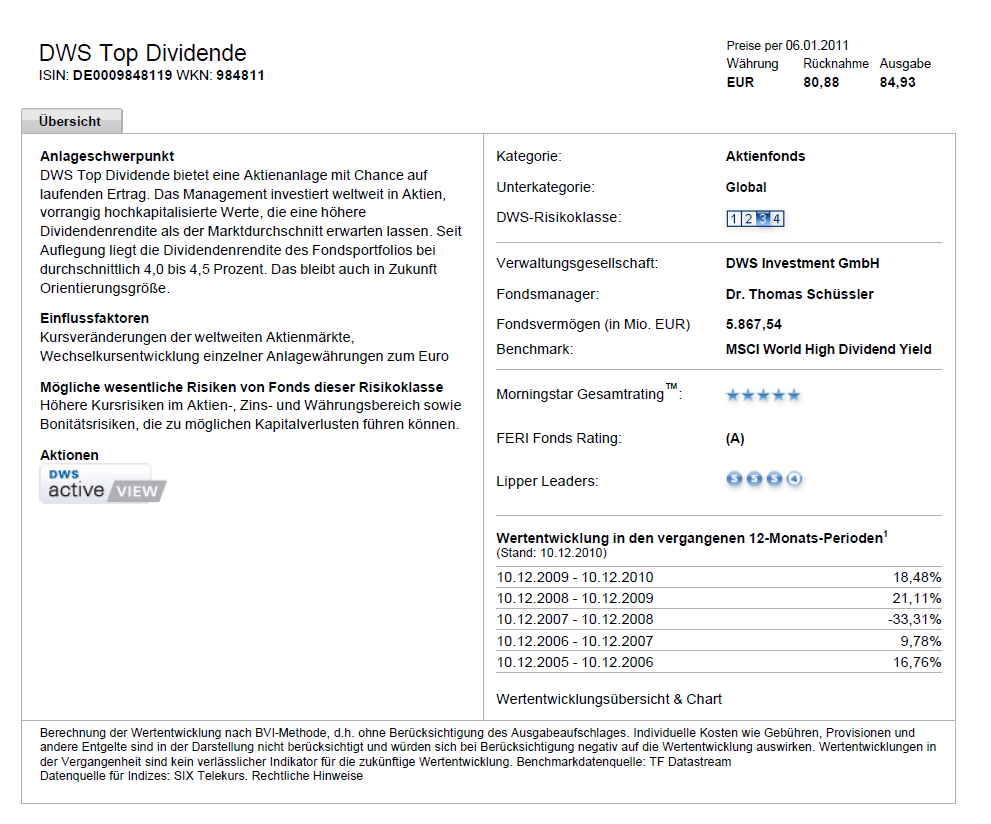 DWS Top Dividende
ISIN: DE0009848119 WKN: 984811
Preise per 06.01.2011
Währung Rücknahme Ausgabe
EUR 80,88 84,93
Übersicht
Anlageschwerpunkt
DWS Top Dividende bietet eine Aktienanlage mit Chance auf
laufenden Ertrag. Das Management investiert weltweit in Aktien,
vorrangig hochkapitalisierte Werte, die eine höhere
Dividendenrendite als der Marktdurchschnitt erwarten lassen. Seit
Auflegung liegt die Dividendenrendite des Fondsportfolios bei
durchschnittlich 4,0 bis 4,5 Prozent. Das bleibt auch in Zukunft
Orientierungsgröße.
Einflussfaktoren
Kursveränderungen der weltweiten Aktienmärkte,
Wechselkursentwicklung einzelner Anlagewährungen zum Euro
Mögliche wesentliche Risiken von Fonds dieser Risikoklasse
Höhere Kursrisiken im Aktien-, Zins- und Währungsbereich sowie
Bonitätsrisiken, die zu möglichen Kapitalverlusten führen können.
Aktionen
DWS
active VIEW
Kategorie: Aktienfonds
Unterkategorie: Global
DWS-Risikoklasse: 1 2 3 4
Verwaltungsgesellschaft: DWS Investment GmbH
Fondsmanager: Dr. Thomas Schüssler
Fondsvermögen (in Mio. EUR) 5.867,54
Benchmark: MSCI World High Dividend Yield
Morningstar Gesamtrating™: ★★★★★
FERI Fonds Rating: (A)
Lipper Leaders: 5 5 5 4
Wertentwicklung in den vergangenen 12-Monats-Perioden¹
(Stand: 10.12.2010)
10.12.2009 - 10.12.2010 18,48%
10.12.2008 - 10.12.2009 21,11%
10.12.2007 - 10.12.2008 -33,31%
10.12.2006 - 10.12.2007 9,78%
10.12.2005 - 10.12.2006 16,76%
Wertentwicklungsübersicht & Chart
Berechnung der Wertentwicklung nach BVI-Methode, d.h. ohne Berücksichtigung des Ausgabeaufschlages. Individuelle Kosten wie Gebühren, Provisionen und
andere Entgelte sind in der Darstellung nicht berücksichtigt und würden sich bei Berücksichtigung negativ auf die Wertentwicklung auswirken. Wertentwicklungen in
der Vergangenheit sind kein verlässlicher Indikator für die zukünftige Wertentwicklung. Benchmarkdatenquelle: TF Datastream
Datenquelle für Indizes: SIX Telekurs. Rechtliche Hinweise